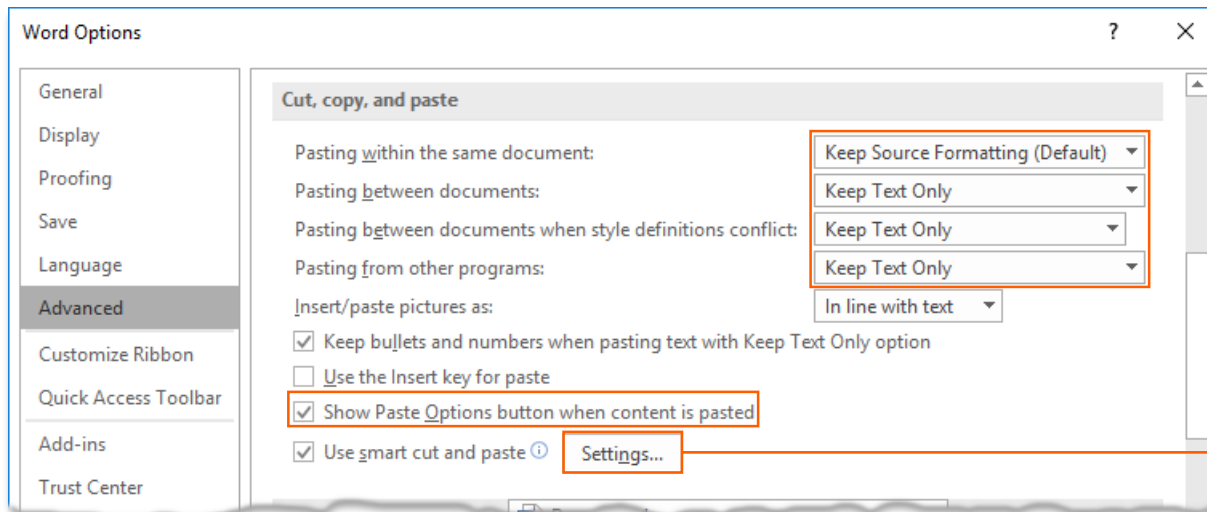 Word Options ?
General
Display
Proofing
Save
Language
Advanced
Customize Ribbon
Quick Access Toolbar
Add-ins
Trust Center
Cut, copy, and paste
Pasting within the same document: Keep Source Formatting (Default)
Pasting between documents: Keep Text Only
Pasting between documents when style definitions conflict: Keep Text Only
Pasting from other programs: Keep Text Only
Insert/paste pictures as: In line with text
Keep bullets and numbers when pasting text with Keep Text Only option
Use the Insert key for paste
Show Paste Options button when content is pasted
Use smart cut and paste Settings...